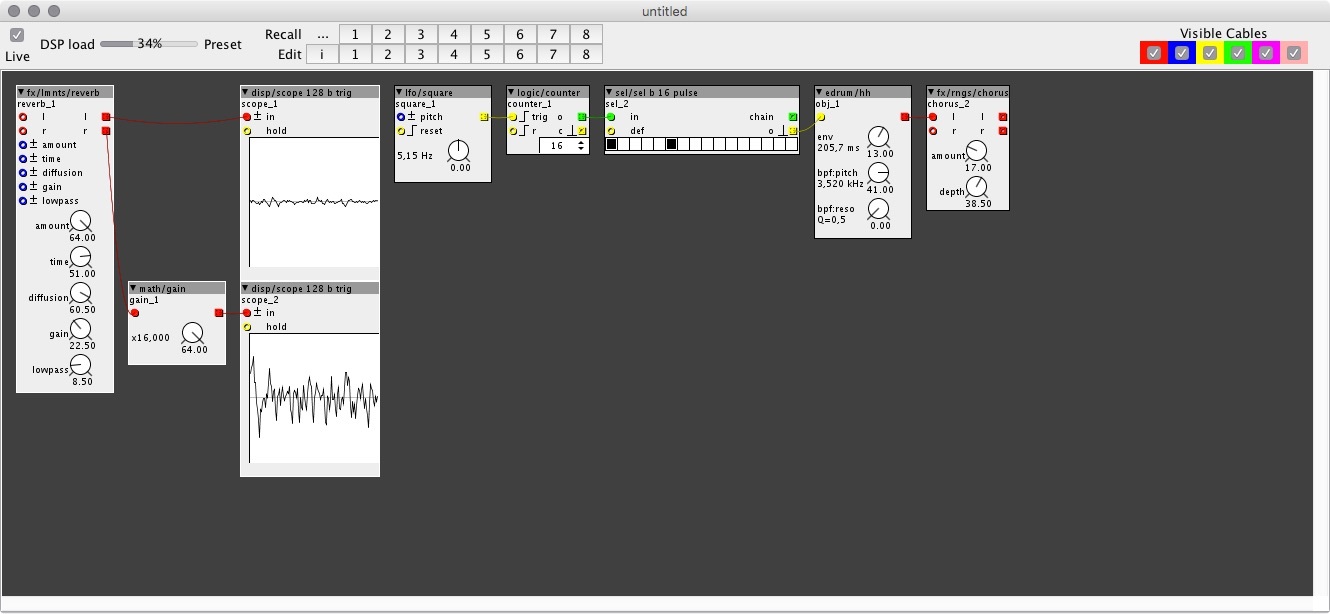 untitled
Live
DSP load 34% Preset
Recall ... 1 2 3 4 5 6 7 8
Edit i 1 2 3 4 5 6 7 8
Visible Cables
fx/lmnts/reverb
reverb_1
l l
r r
amount
time
diffusion
gain
lowpass
amount
64.00
time
51.00
diffusion
60.50
gain
22.50
lowpass
8.50
math/gain
gain_1
x16,000
64.00
disp/scope 128 b trig
scope_1
± in
hold
disp/scope 128 b trig
scope_2
± in
hold
lfo/square
square_1
± pitch
reset
5,15 Hz
0.00
logic/counter
counter_1
trig o
r c
16
sel/sel b 16 pulse
sel_2
in chain
def o
edrum/hh
obj_1
env
205,7 ms
13.00
bpf:pitch
3,520 kHz
41.00
bpf:reso
Q=0,5
0.00
fx/rngs/chorus
chorus_2
l l
r r
amount
17.00
depth
38.50